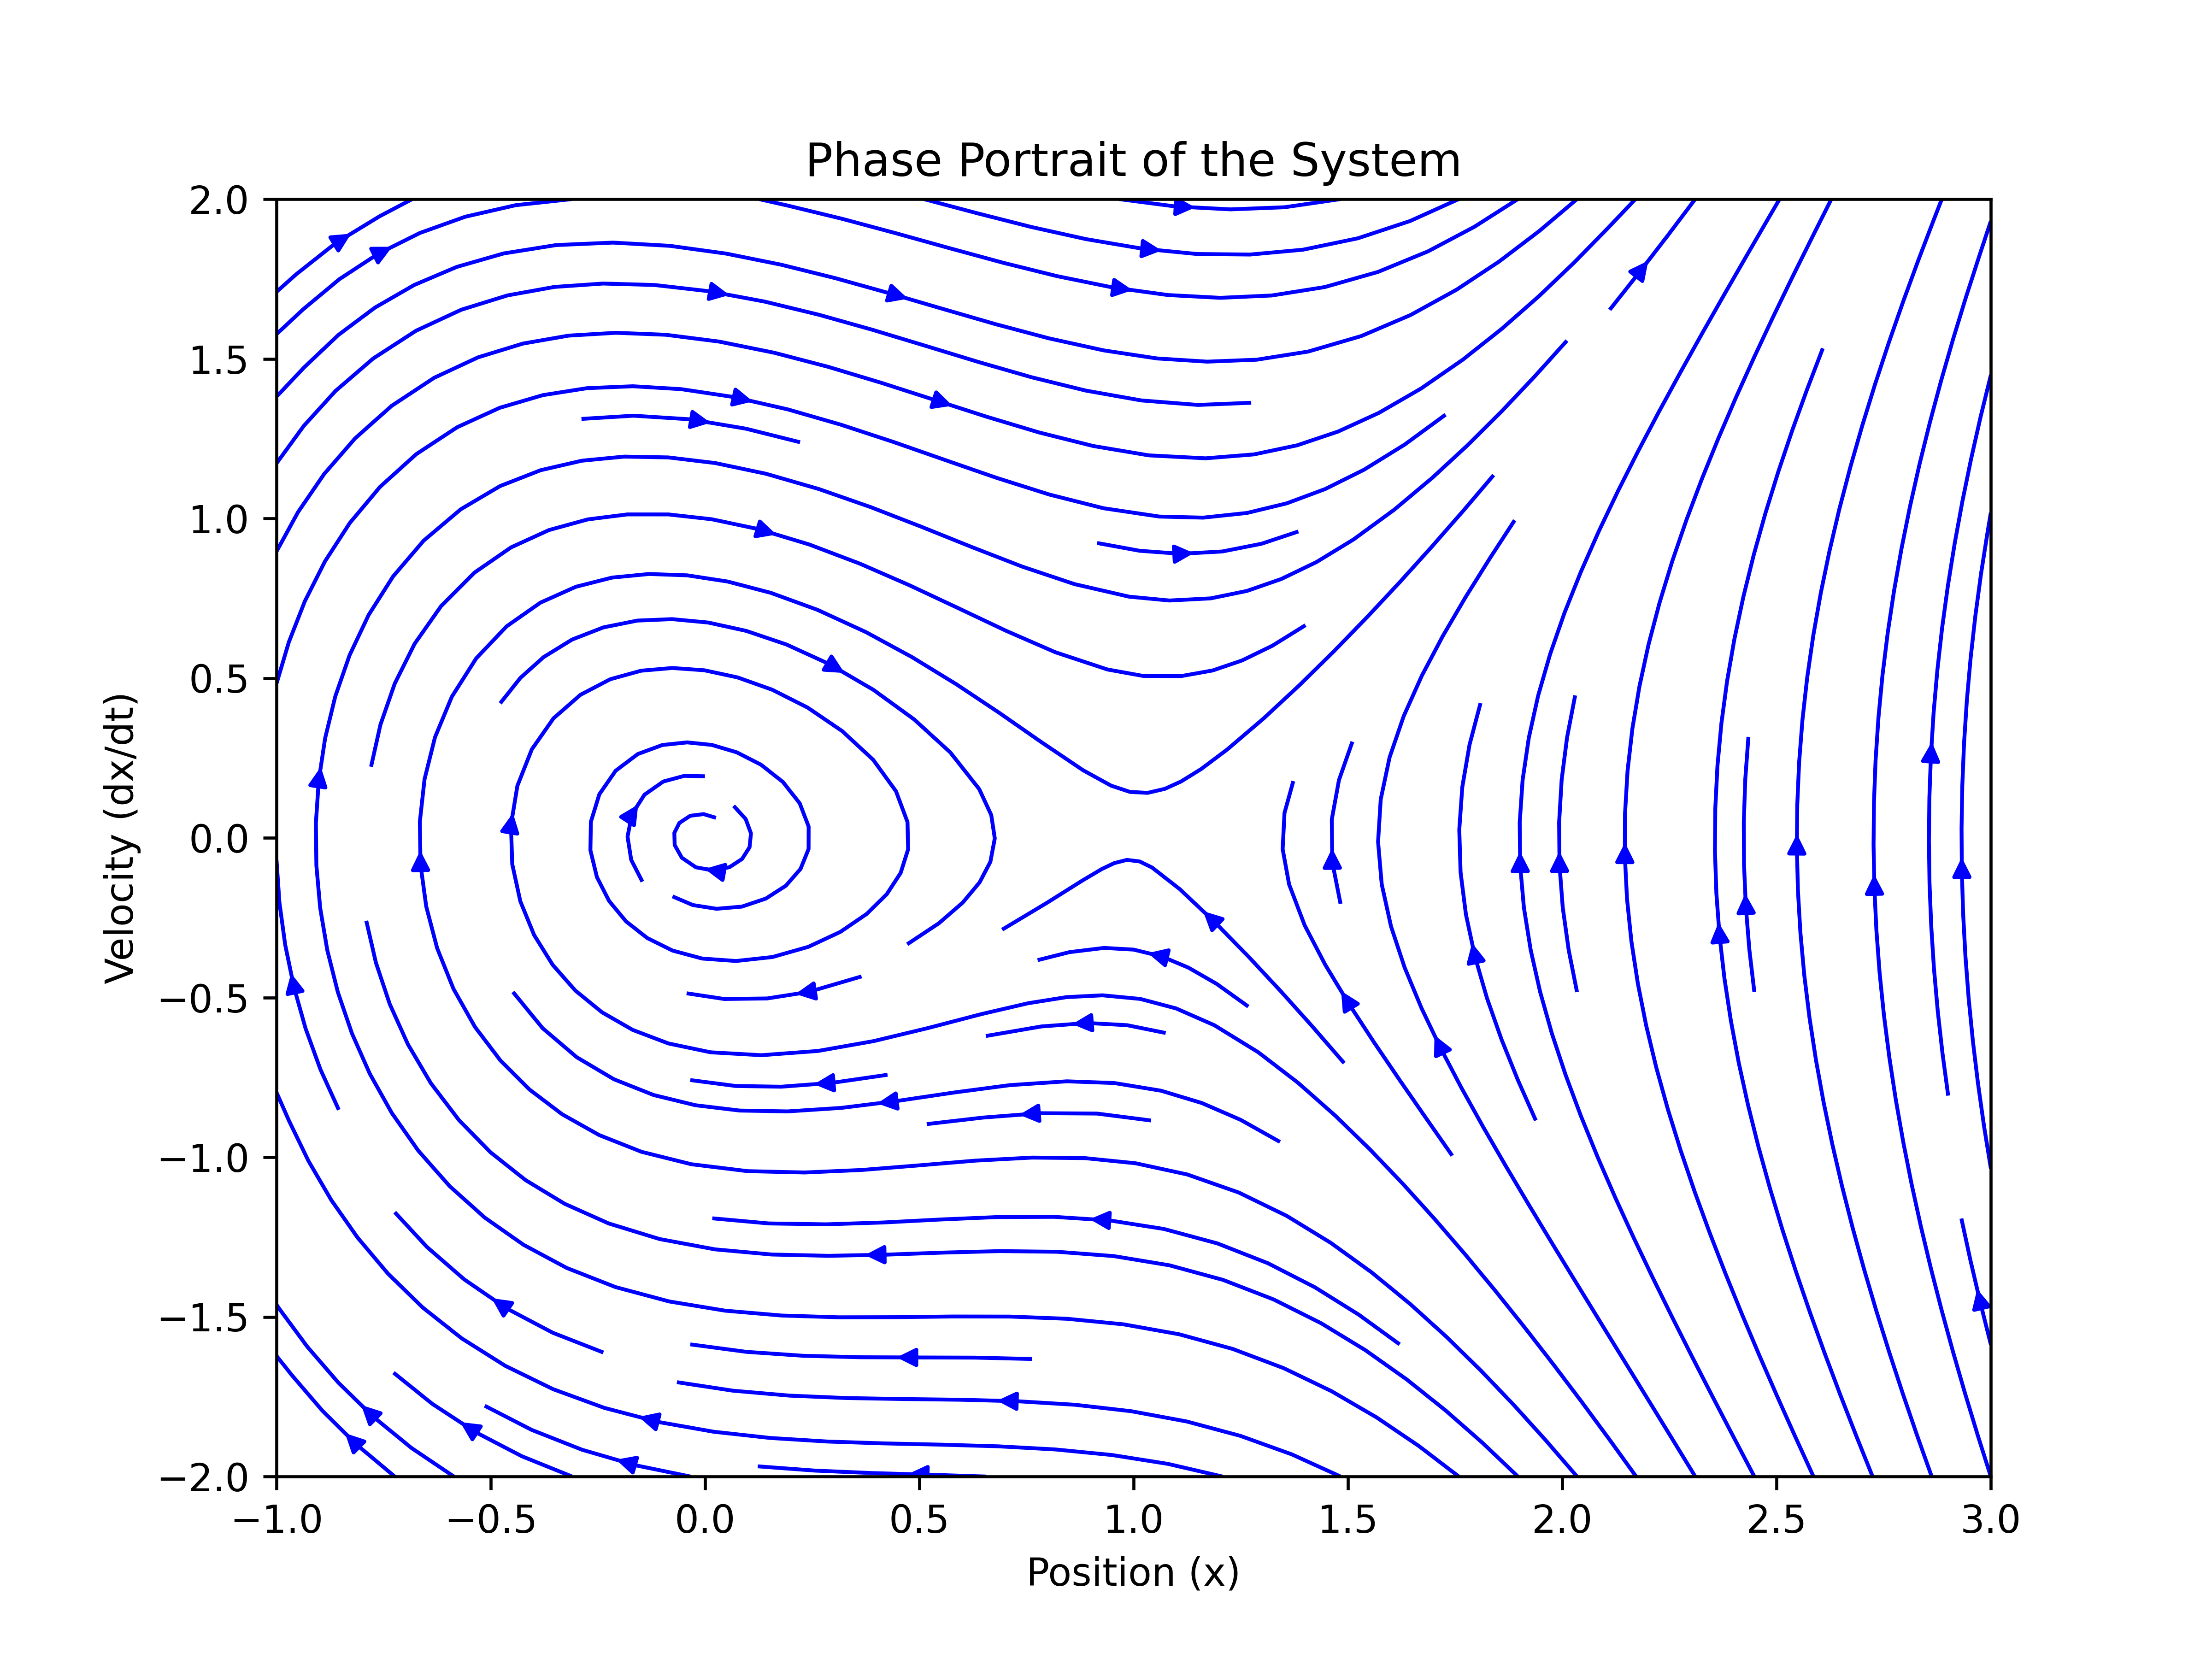 Phase Portrait of the System
2.0
1.5
1.0
0.5
0.0
−0.5
−1.0
−1.5
−2.0
Velocity (dx/dt)
−1.0 −0.5 0.0 0.5 1.0 1.5 2.0 2.5 3.0
Position (x)